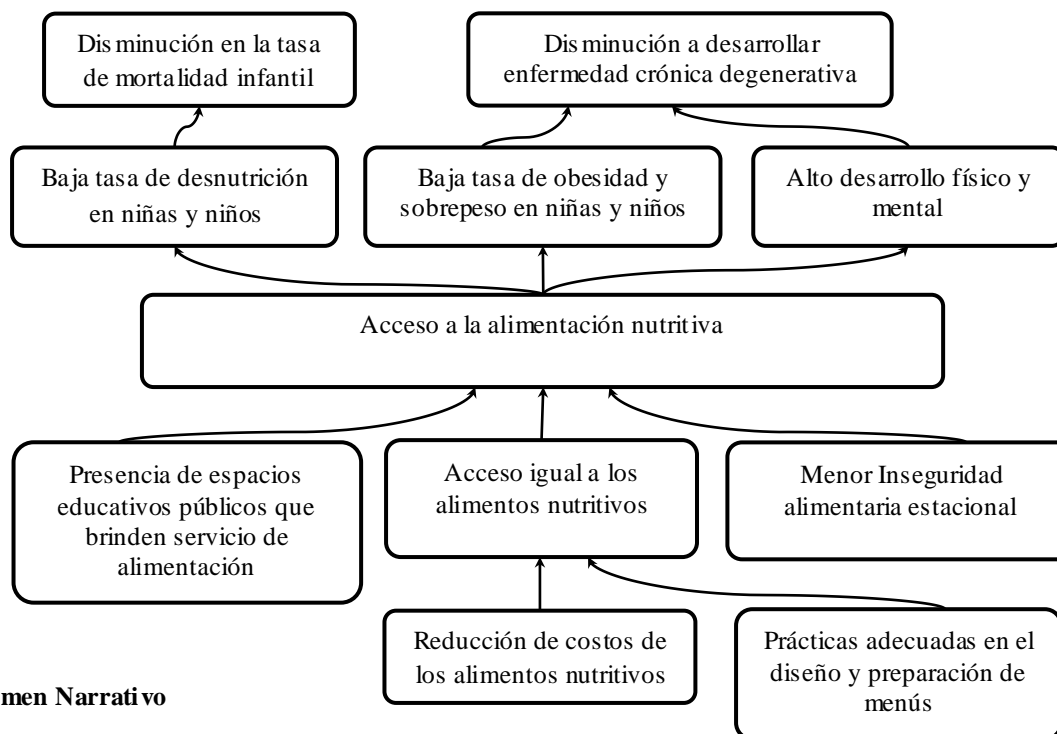 Disminución en la tasa
de mortalidad infantil
Disminución a desarrollar
enfermedad crónica degenerativa
Baja tasa de desnutrición
en niñas y niños
Baja tasa de obesidad y
sobrepeso en niñas y niños
Alto desarrollo físico y
mental
Acceso a la alimentación nutritiva
Presencia de espacios
educativos públicos que
brinden servicio de
alimentación
Acceso igual a los
alimentos nutritivos
Menor Inseguridad
alimentaria estacional
Reducción de costos de
los alimentos nutritivos
Prácticas adecuadas en el
diseño y preparación de
menús
men Narrativo